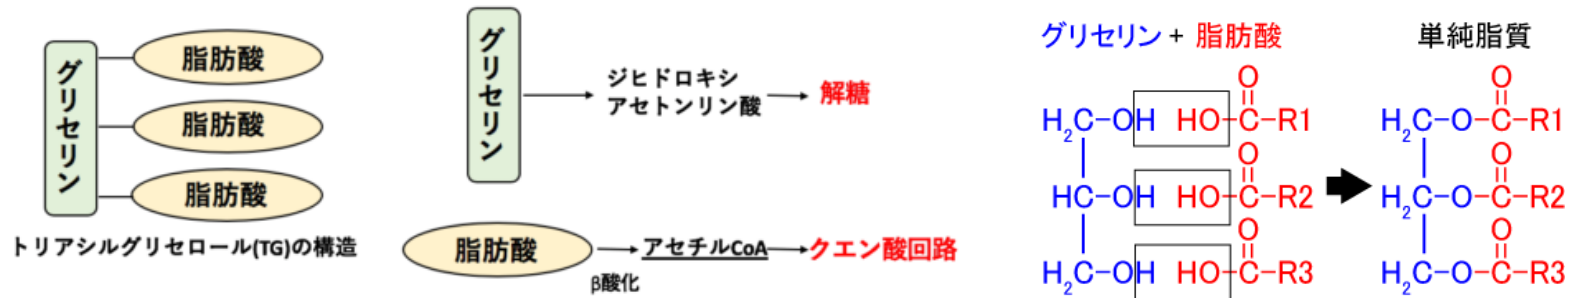 グリセリン
脂肪酸
脂肪酸
脂肪酸
トリアシルグリセロール(TG)の構造
グリセリン
ジヒドロキシ
アセトンリン酸
解糖
脂肪酸
β酸化
アセチルCoA
クエン酸回路
グリセリン + 脂肪酸
単純脂質
O
H2C-OH HO-C-R1
O
HC-OH HO-C-R2
O
H2C-OH HO-C-R3
O
H2C-O-C-R1
O
H2C-O-C-R2
O
H2C-O-C-R3